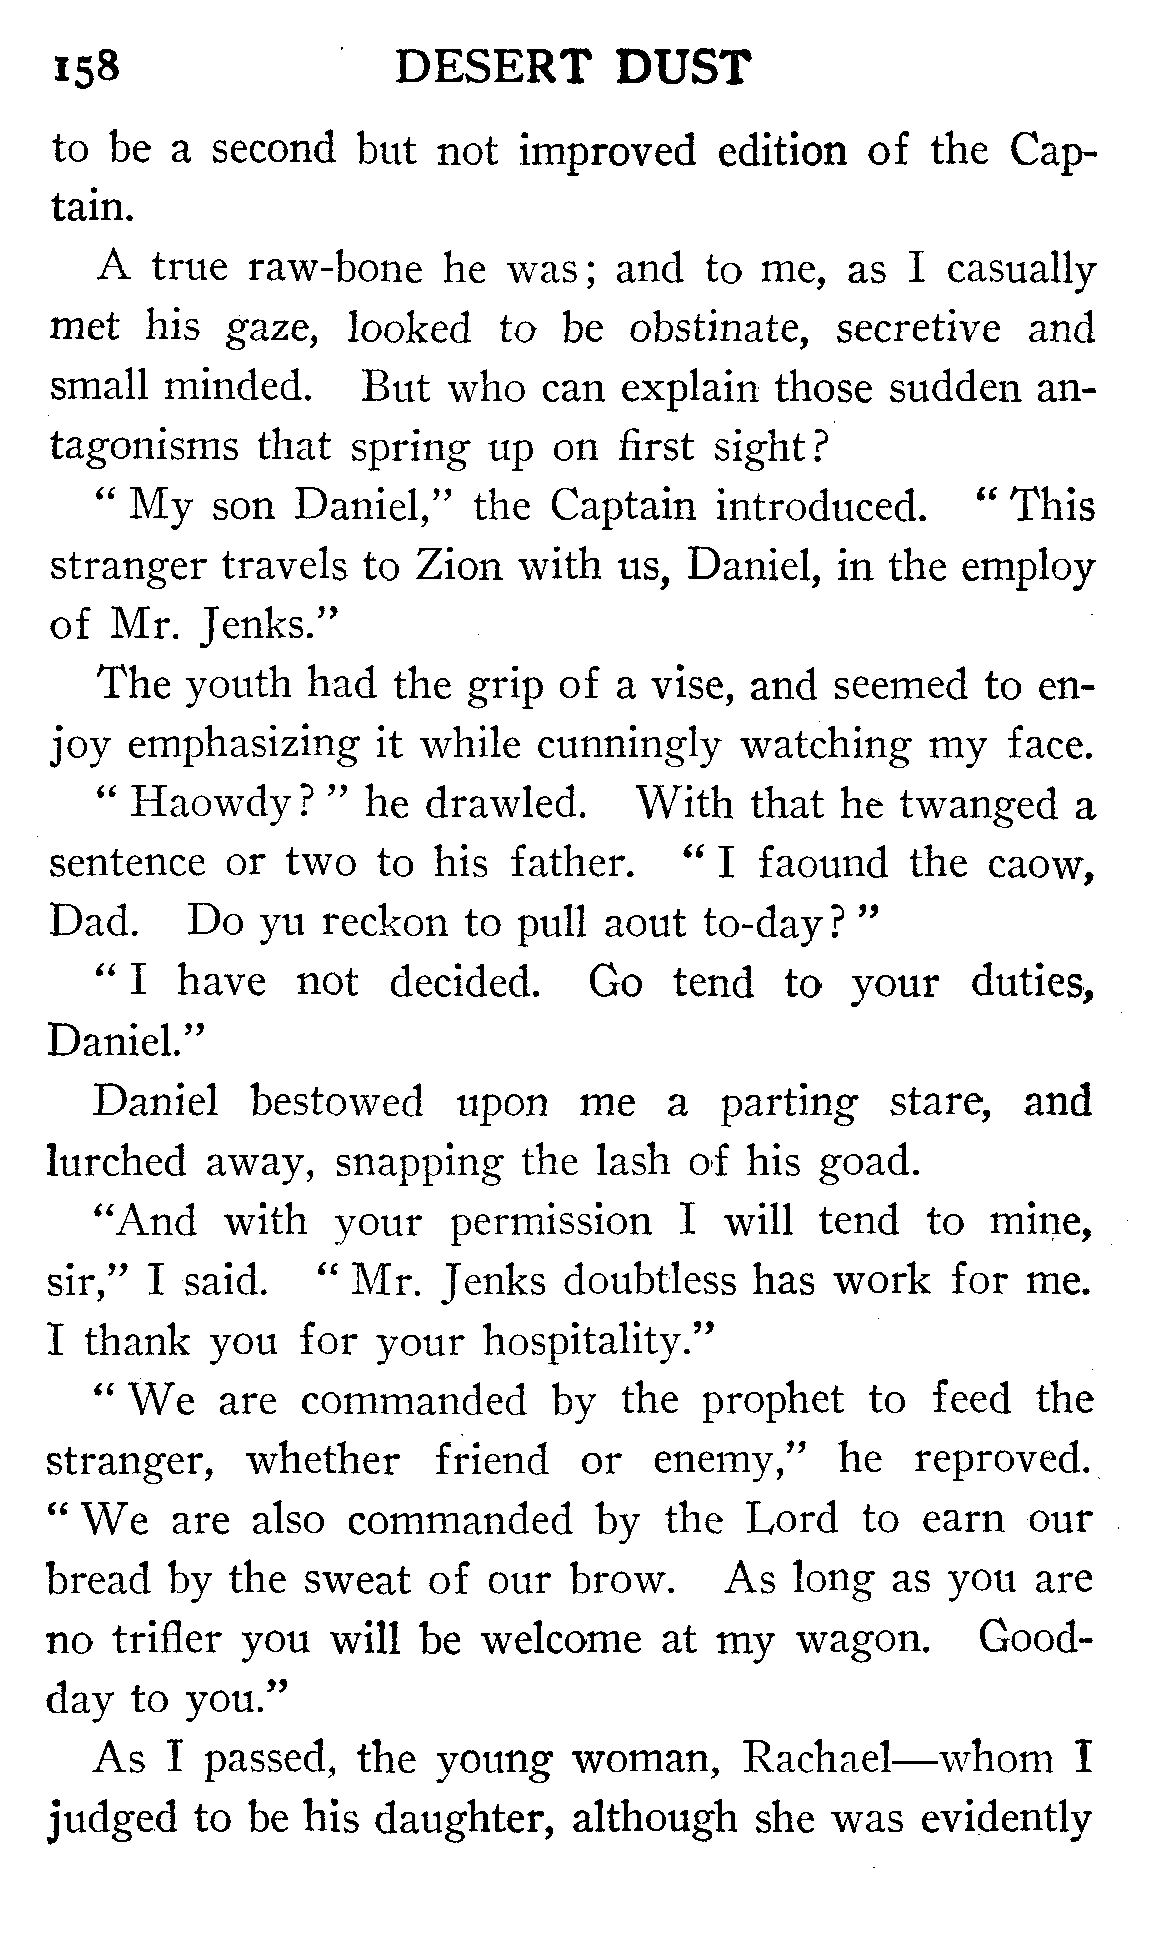 158 DESERT DUST
to be a second but not improved edition of the Cap-
tain.
A true raw-bone he was; and to me, as I casually
met his gaze, looked to be obstinate, secretive and
small minded. But who can explain those sudden an-
tagonisms that spring up on first sight?
" My son Daniel," the Captain introduced. " This
stranger travels to Zion with us, Daniel, in the employ
of Mr. Jenks."
The youth had the grip of a vise, and seemed to en-
joy emphasizing it while cunningly watching my face.
" Haowdy? " he drawled. With that he twanged a
sentence or two to his father. " I faound the caow,
Dad. Do yu reckon to pull aout to-day? "
" I have not decided. Go tend to your duties,
Daniel."
Daniel bestowed upon me a parting stare, and
lurched away, snapping the lash of his goad.
"And with your permission I will tend to mine,
sir," I said. " Mr. Jenks doubtless has work for me.
I thank you for your hospitality."
" We are commanded by the prophet to feed the
stranger, whether friend or enemy," he reproved.
" We are also commanded by the Lord to earn our
bread by the sweat of our brow. As long as you are
no trifler you will be welcome at my wagon. Good-
day to you."
As I passed, the young woman, Rachael—whom I
judged to be his daughter, although she was evidently